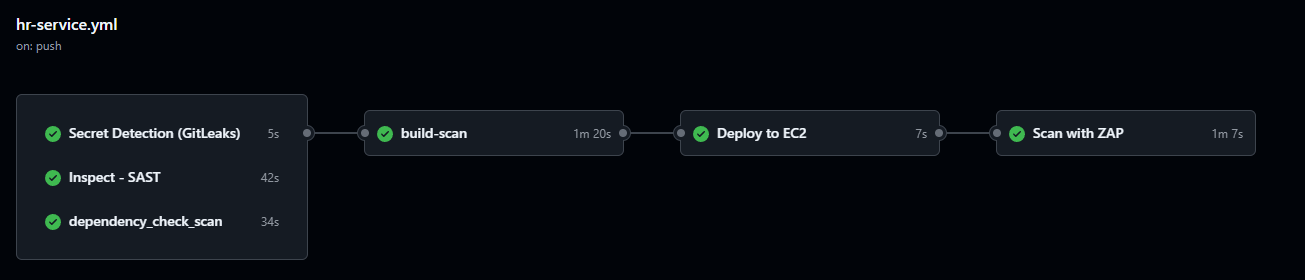 hr-service.yml
on: push
Secret Detection (GitLeaks) 5s
Inspect - SAST 42s
dependency_check_scan 34s
build-scan 1m 20s
Deploy to EC2 7s
Scan with ZAP 1m 7s